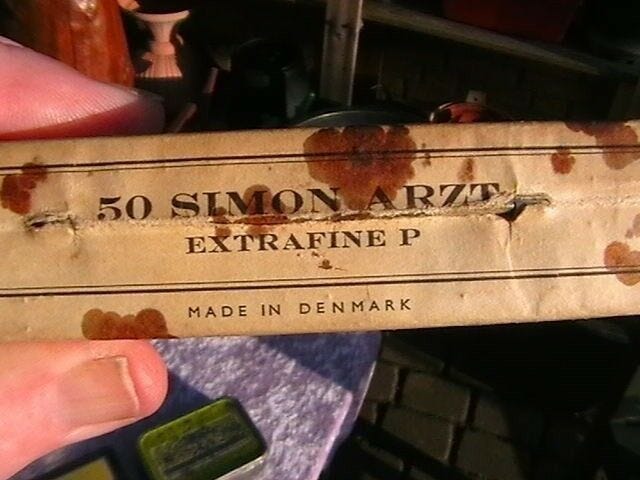 50 SIMON ARZT
EXTRAFINE P
MADE IN DENMARK